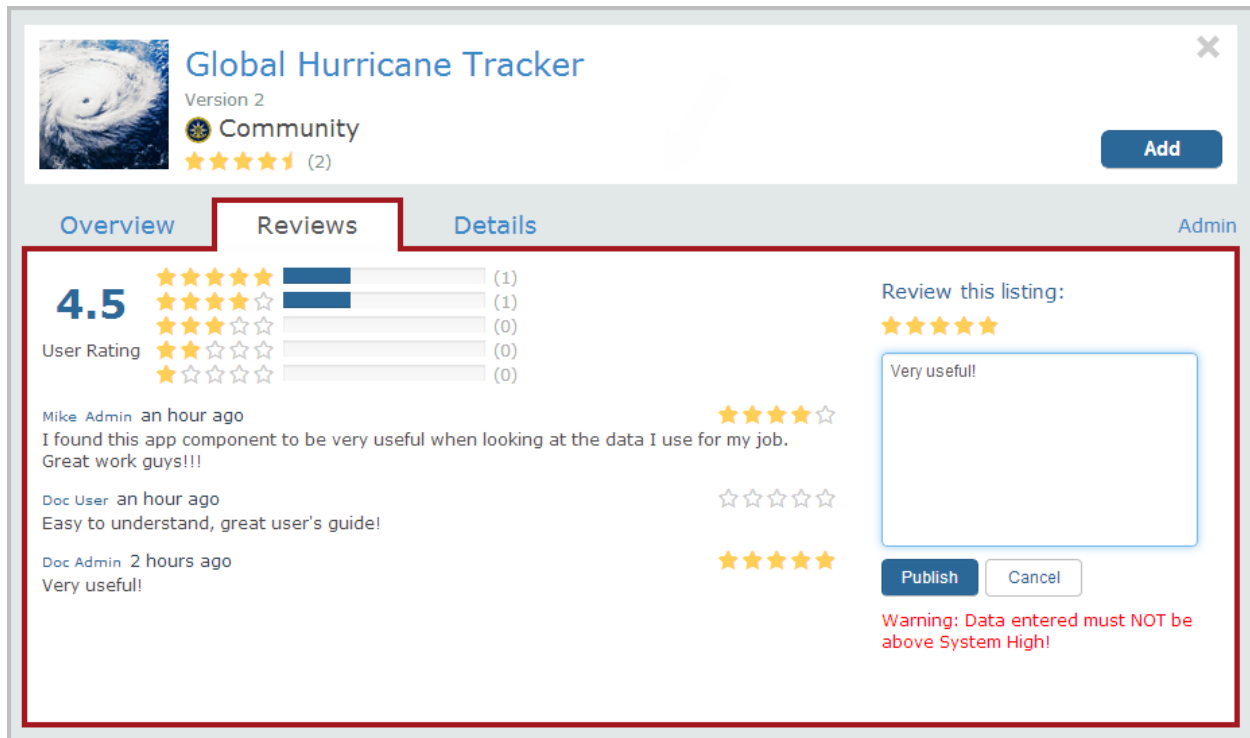 Global Hurricane Tracker
Version 2
Community
(2)
Add
Overview
Reviews
Details
Admin
4.5
User Rating
(1)
(1)
(0)
(0)
(0)
Mike Admin an hour ago
I found this app component to be very useful when looking at the data I use for my job.
Great work guys!!!
Doc User an hour ago
Easy to understand, great user's guide!
Doc Admin 2 hours ago
Very useful!
Review this listing:
Very useful!
Publish
Cancel
Warning: Data entered must NOT be
above System High!